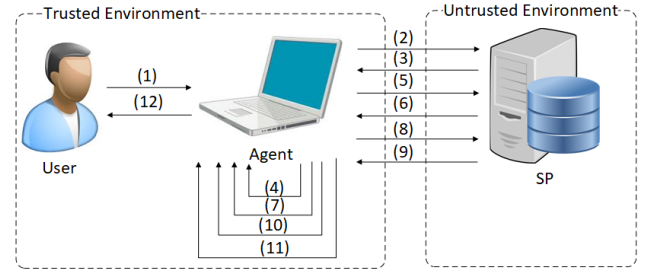 Trusted Environment
Untrusted Environment
(1)
(12)
(2)
(3)
(5)
(6)
(8)
(9)
User
Agent
SP
(4)
(7)
(10)
(11)